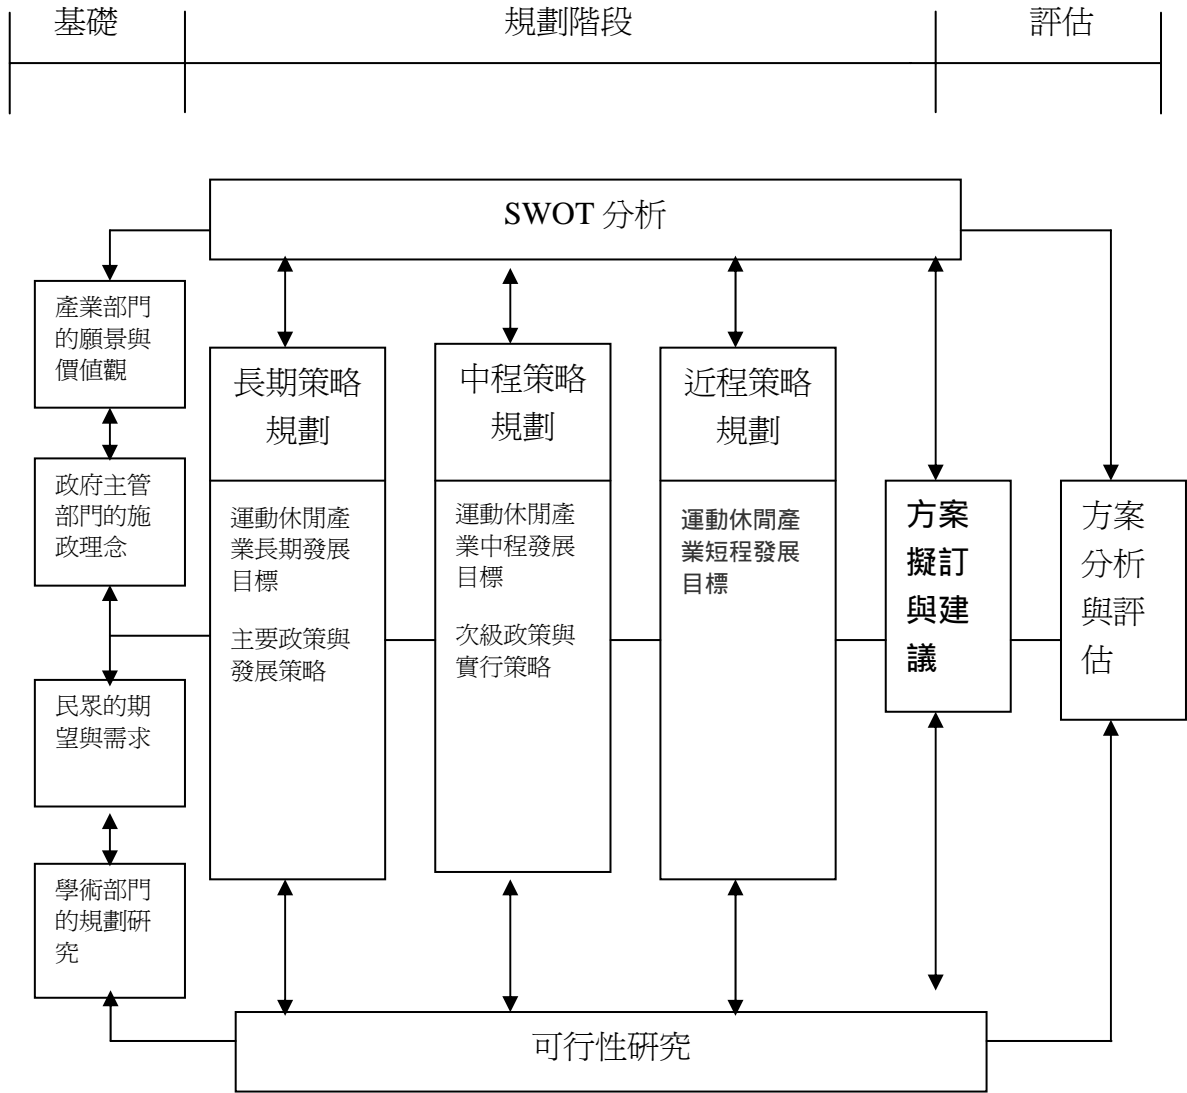 基礎
規劃階段
評估
SWOT 分析
產業部門
的願景與
價值觀
政府主管
部門的施
政理念
民眾的期
望與需求
學術部門
的規劃研
究
長期策略
規劃
運動休閒產
業長期發展
目標
主要政策與
發展策略
中程策略
規劃
運動休閒產
業中程發展
目標
次級政策與
實行策略
近程策略
規劃
運動休閒產
業短程發展
目標
方案
擬訂
與建
議
方案
分析
與評
估
可行性研究